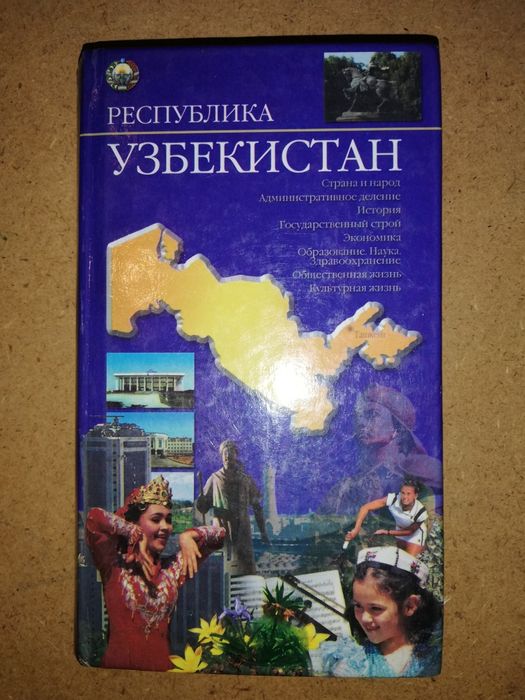 РЕСПУБЛИКА
УЗБЕКИСТАН
Страна и народ
Административное деление
История
Государственный строй
Экономика
Образование. Наука.
Здравоохранение.
Общественная жизнь
Культурная жизнь
Ташкент